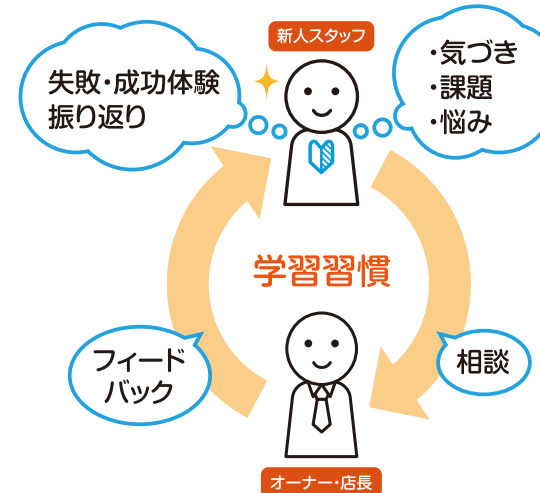 新人スタッフ
失敗・成功体験
振り返り
・気づき
・課題
・悩み
学習習慣
フィード
バック
相談
オーナー・店長